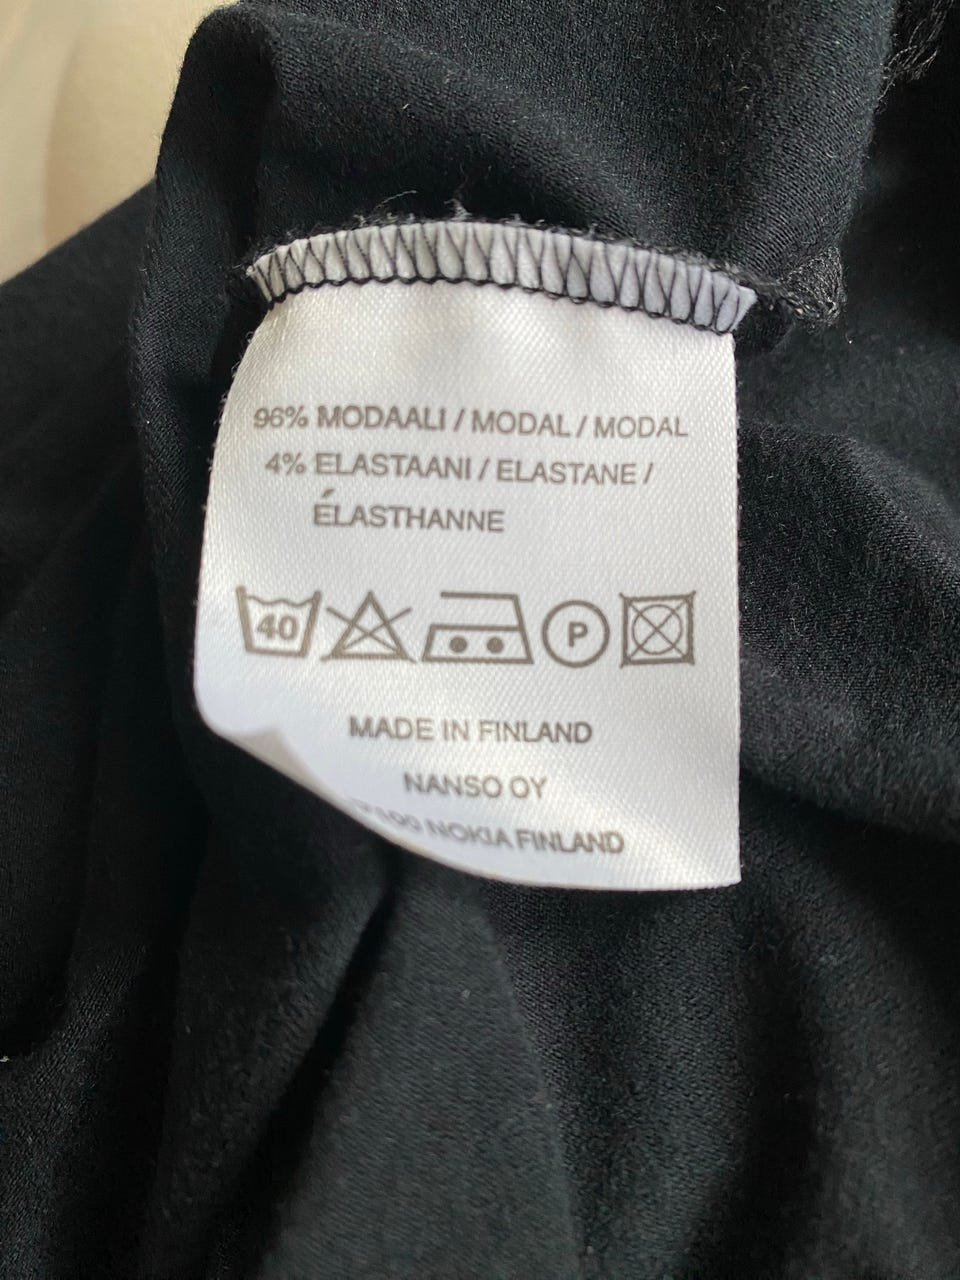 96% MODAALI / MODAL / MODAL
4% ELASTAANI / ELASTANE /
ÉLASTHANNE
40 P
MADE IN FINLAND
NANSO OY
NOKIA FINLAND